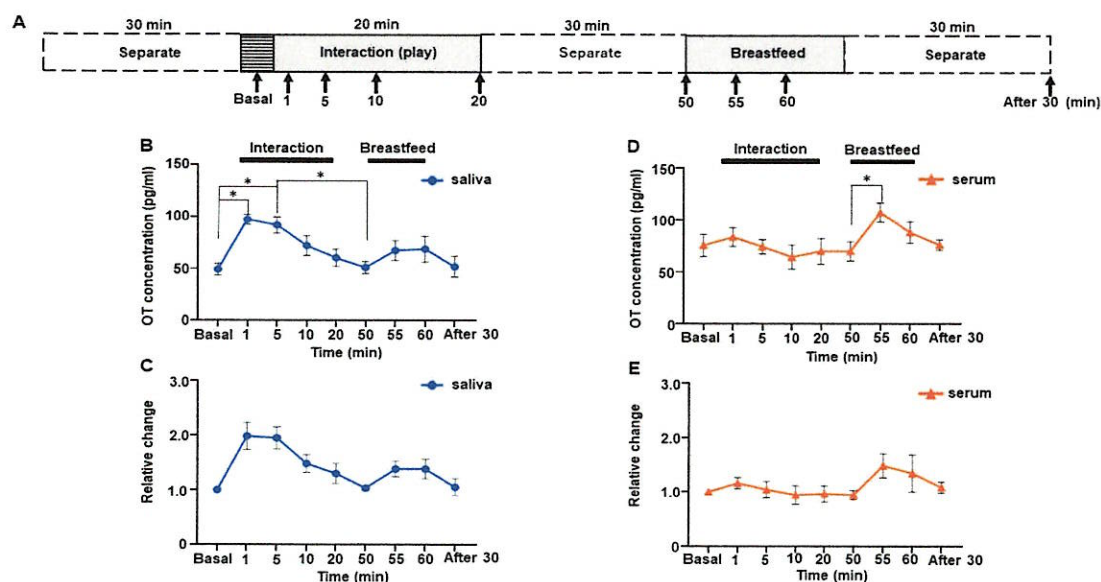 A
30 min
20 min
30 min
30 min
Separate
Interaction (play)
Separate
Breastfeed
Separate
Basal 1 5 10 20 50 55 60 After 30 (min)
B
Interaction
Breastfeed
saliva
OT concentration (pg/ml)
150
100
50
0
*
*
*
Basal 1 5 10 20 50 55 60 After 30
Time (min)
C
saliva
Relative change
3.0
2.0
1.0
0
Basal 1 5 10 20 50 55 60 After 30
Time (min)
D
Interaction
Breastfeed
serum
OT concentration (pg/ml)
150
100
50
0
*
Basal 1 5 10 20 50 55 60 After 30
Time (min)
E
serum
Relative change
3.0
2.0
1.0
0
Basal 1 5 10 20 50 55 60 After 30
Time (min)